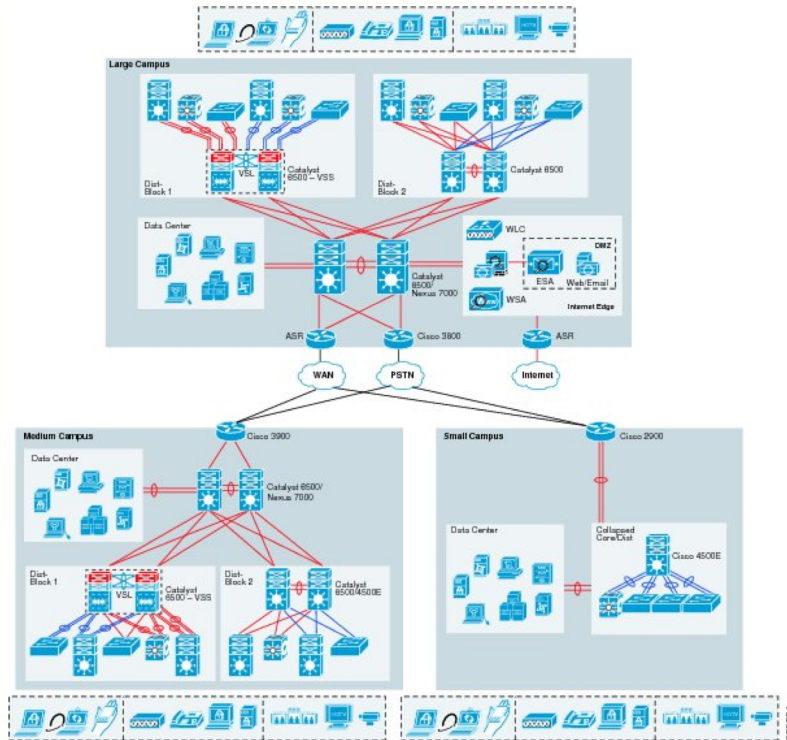 Large Campus
VSL
Catalyst
6500 – VSS
Dist-
Block 1
Catalyst 6500
Dist-
Block 2
Data Center
Catalyst
6500/
Nexus 7000
WLC
DMZ
ESA
Web/Email
WSA
Internet Edge
ASR
Cisco 3800
ASR
WAN
PSTN
Internet
Medium Campus
Cisco 3900
Data Center
Catalyst 6500/
Nexus 7000
Dist-
Block 1
VSL
Catalyst
6500 – VSS
Dist-
Block 2
Catalyst
6500/4500E
Small Campus
Cisco 2900
Data Center
Collapsed
Core/Dist
Cisco 4500E